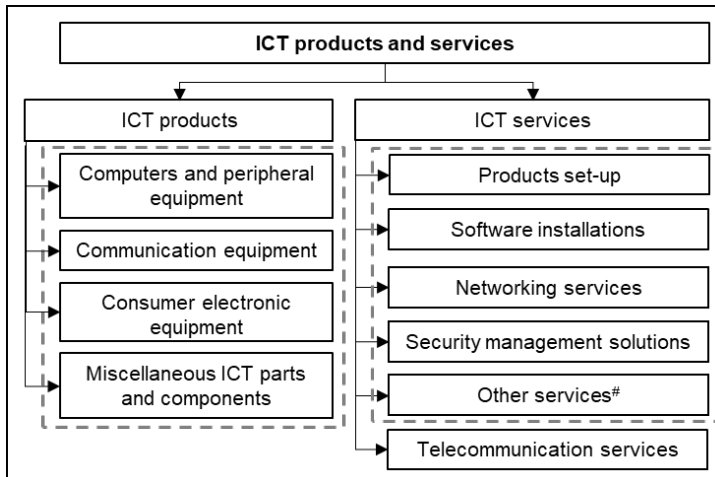 ICT products and services
ICT products
Computers and peripheral
equipment
Communication equipment
Consumer electronic
equipment
Miscellaneous ICT parts
and components
ICT services
Products set-up
Software installations
Networking services
Security management solutions
Other services#
Telecommunication services